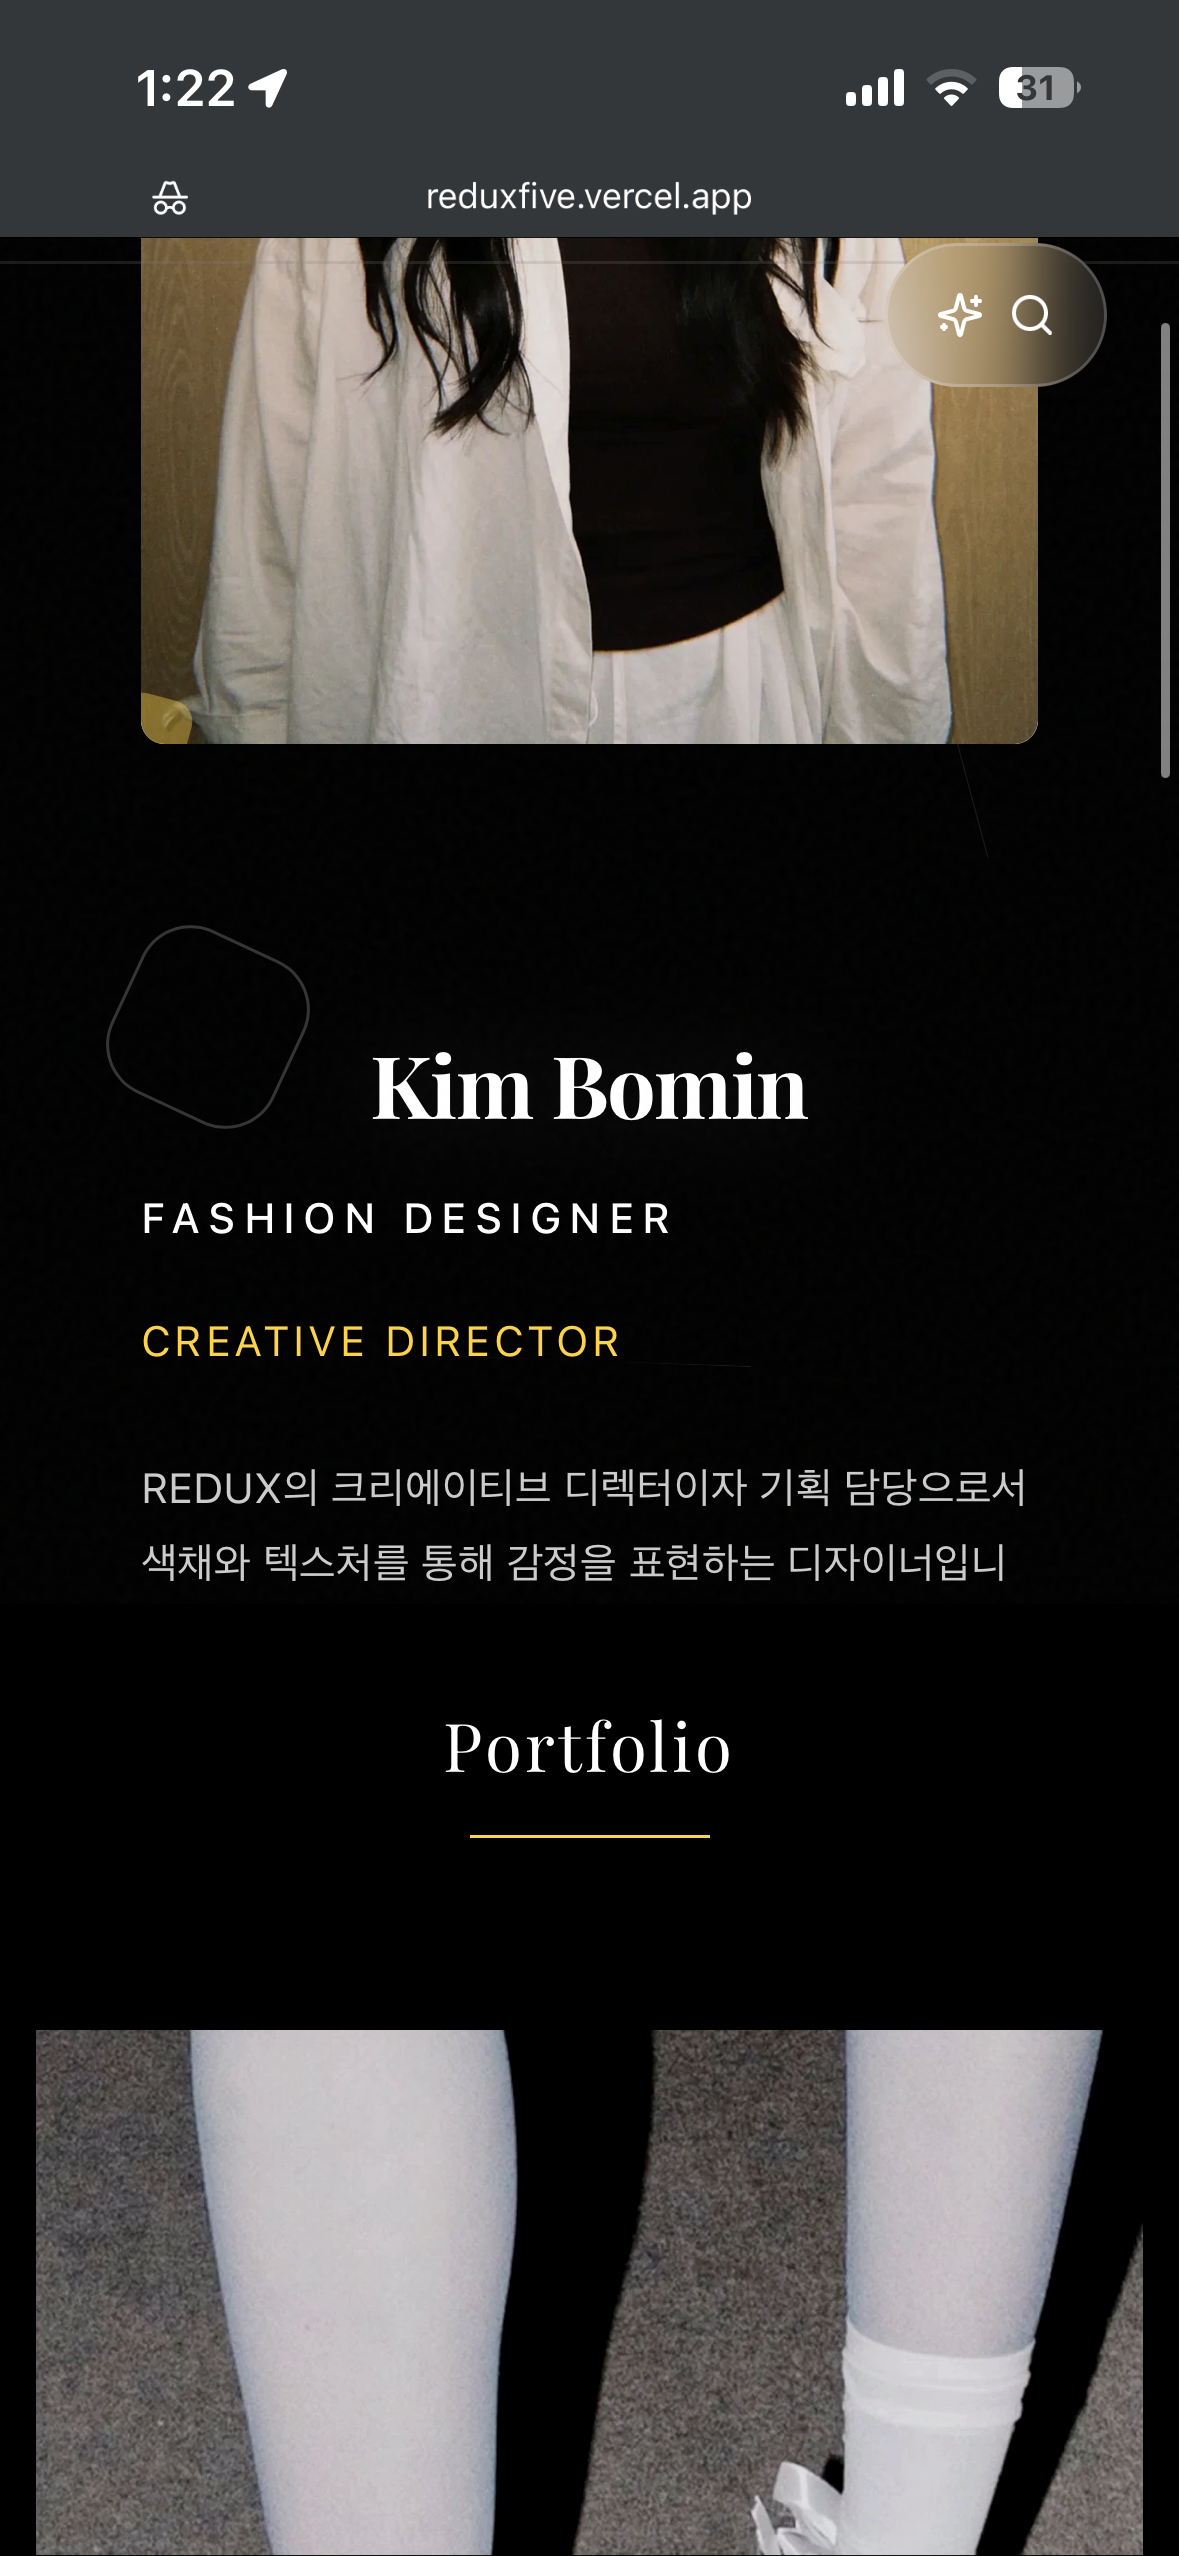 1:22
31
reduxfive.vercel.app
Kim Bomin
FASHION DESIGNER
CREATIVE DIRECTOR
REDUX의 크리에이티브 디렉터이자 기획 담당으로서
색채와 텍스처를 통해 감정을 표현하는 디자이너입니
Portfolio